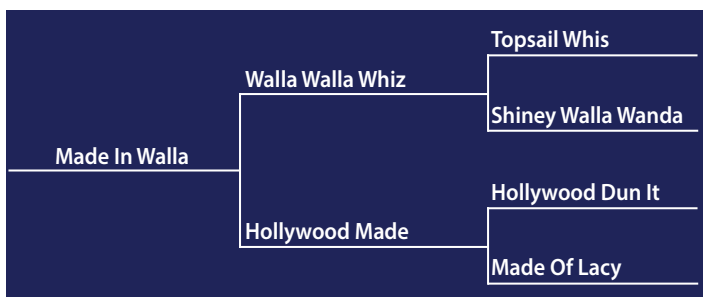 Topsail Whis
Walla Walla Whiz
Shiney Walla Wanda
Made In Walla
Hollywood Dun It
Hollywood Made
Made Of Lacy